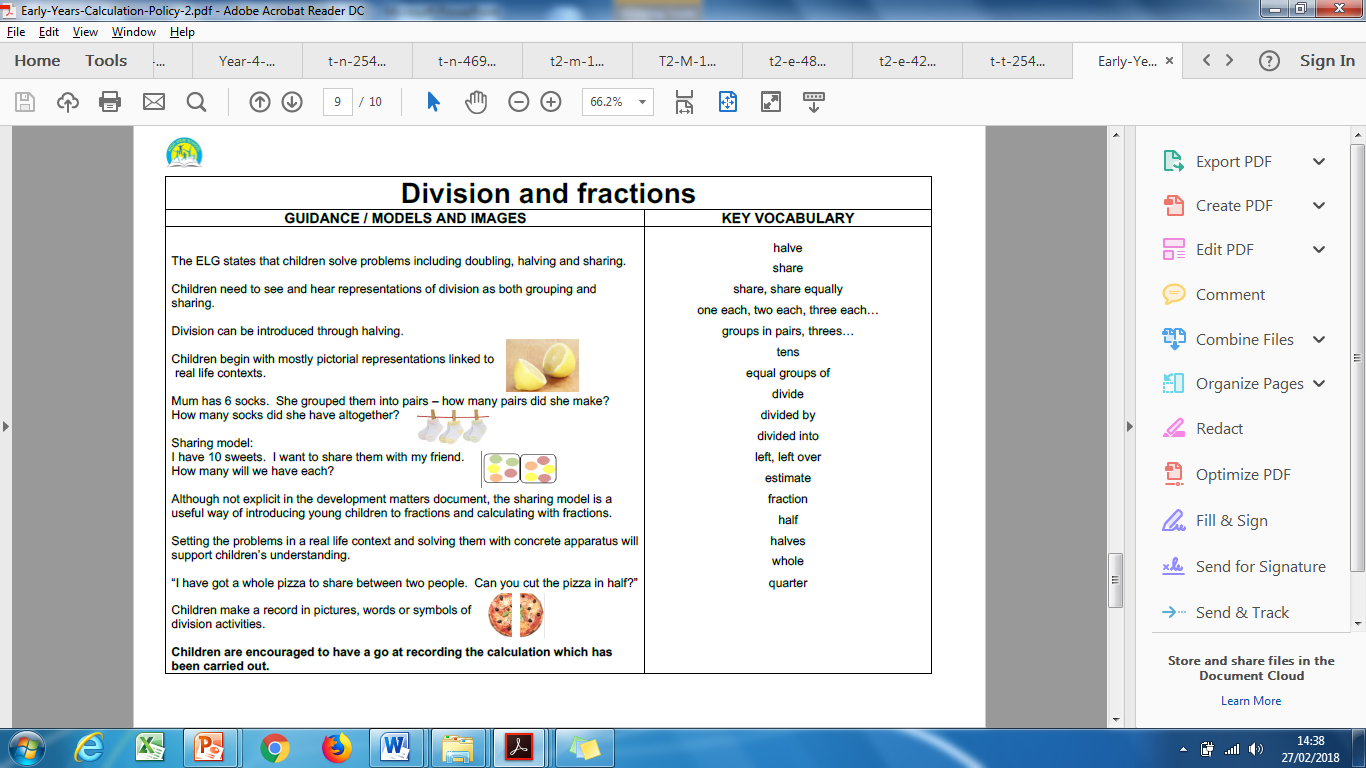 Early-Years-Calculation-Policy-2.pdf - Adobe Acrobat Reader DC
File Edit View Window Help
Home Tools -... Year-4-... t-n-254... t-n-469... t2-m-1... T2-M-1... t2-e-48... t2-e-42... t-t-254... Early-Ye... × Sign In
9 / 10 66.2%
Division and fractions
GUIDANCE / MODELS AND IMAGES
The ELG states that children solve problems including doubling, halving and sharing.
Children need to see and hear representations of division as both grouping and
sharing.
Division can be introduced through halving.
Children begin with mostly pictorial representations linked to
real life contexts.
Mum has 6 socks. She grouped them into pairs – how many pairs did she make?
How many socks did she have altogether?
Sharing model:
I have 10 sweets. I want to share them with my friend.
How many will we have each?
Although not explicit in the development matters document, the sharing model is a
useful way of introducing young children to fractions and calculating with fractions.
Setting the problems in a real life context and solving them with concrete apparatus will
support children's understanding.
“I have got a whole pizza to share between two people. Can you cut the pizza in half?”
Children make a record in pictures, words or symbols of
division activities.
Children are encouraged to have a go at recording the calculation which has
been carried out.
KEY VOCABULARY
halve
share
share, share equally
one each, two each, three each…
groups in pairs, threes…
tens
equal groups of
divide
divided by
divided into
left, left over
estimate
fraction
half
halves
whole
quarter
Export PDF
Create PDF
Edit PDF
Comment
Combine Files
Organize Pages
Redact
Optimize PDF
Fill & Sign
Send for Signature
Send & Track
Store and share files in the
Document Cloud
Learn More
14:38
27/02/2018